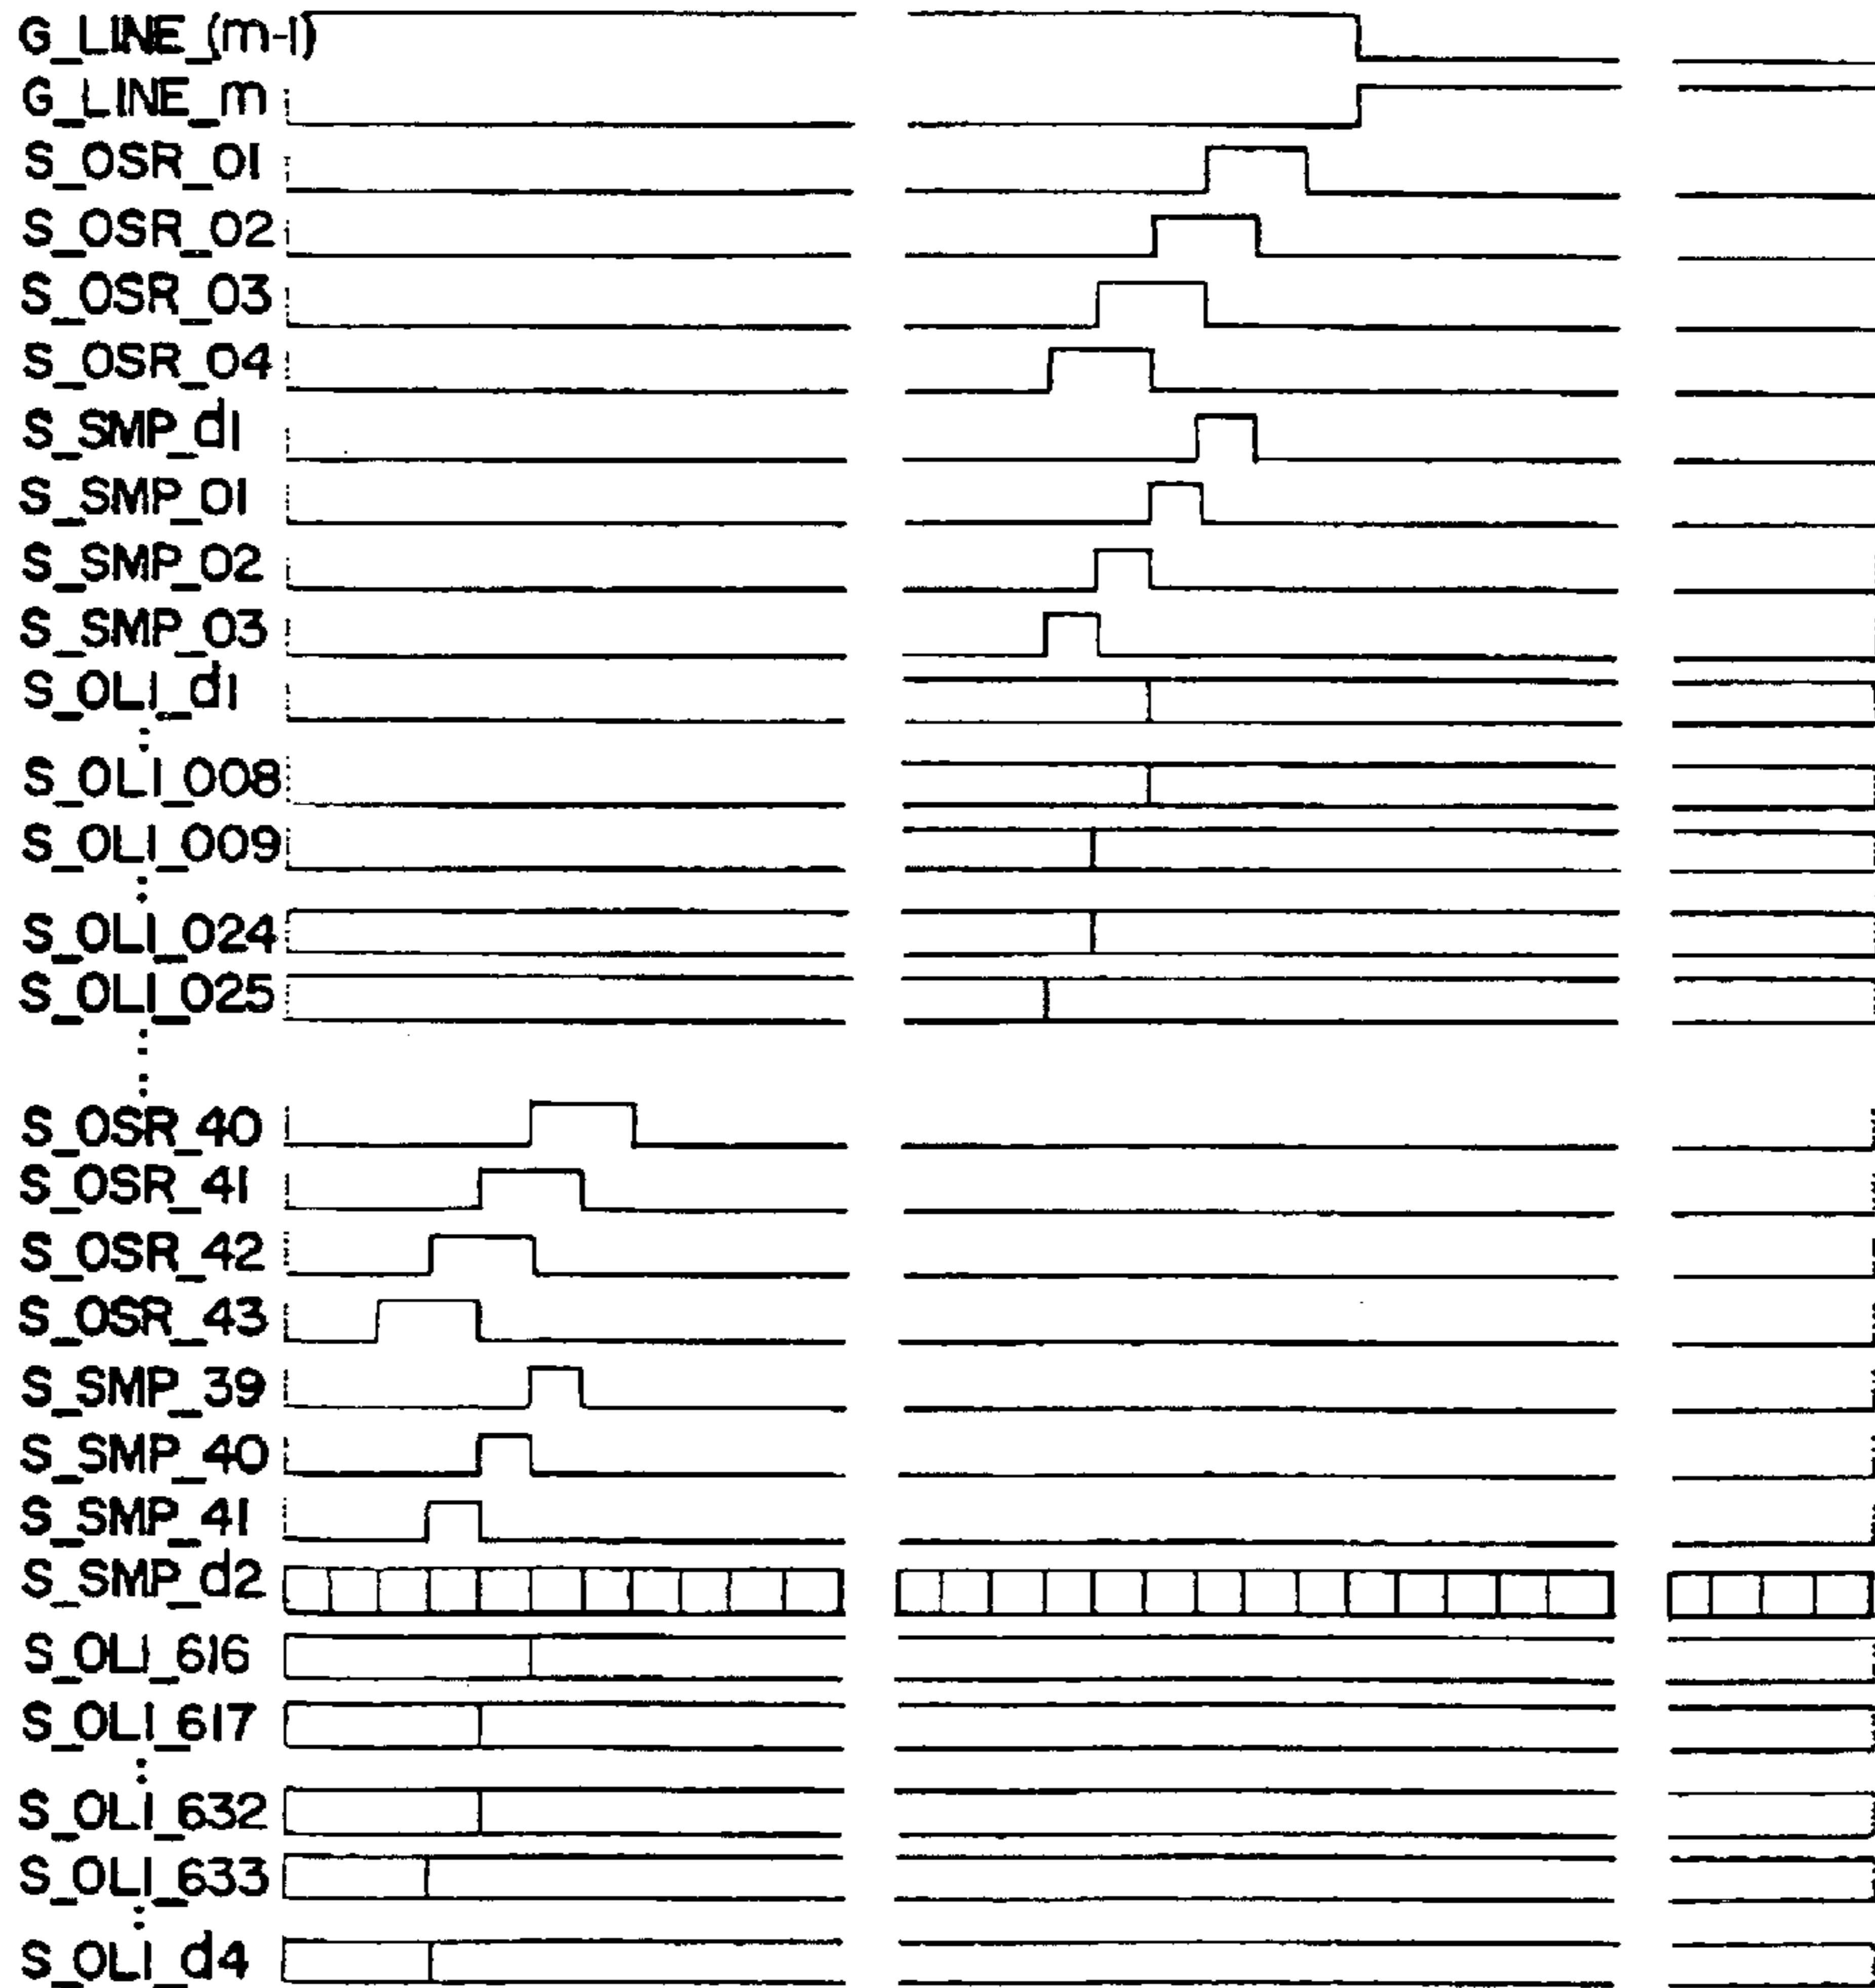 G_LINE_(m-1)
G_LINE_m
S_OSR_01
S_OSR_02
S_OSR_03
S_OSR_04
S_SMP_d1
S_SMP_01
S_SMP_02
S_SMP_03
S_OLI_d1
S_OLI_008
S_OLI_009
S_OLI_024
S_OLI_025
S_OSR_40
S_OSR_41
S_OSR_42
S_OSR_43
S_SMP_39
S_SMP_40
S_SMP_41
S_SMP_d2
S_OLI_616
S_OLI_617
S_OLI_632
S_OLI_633
S_OLI_d4